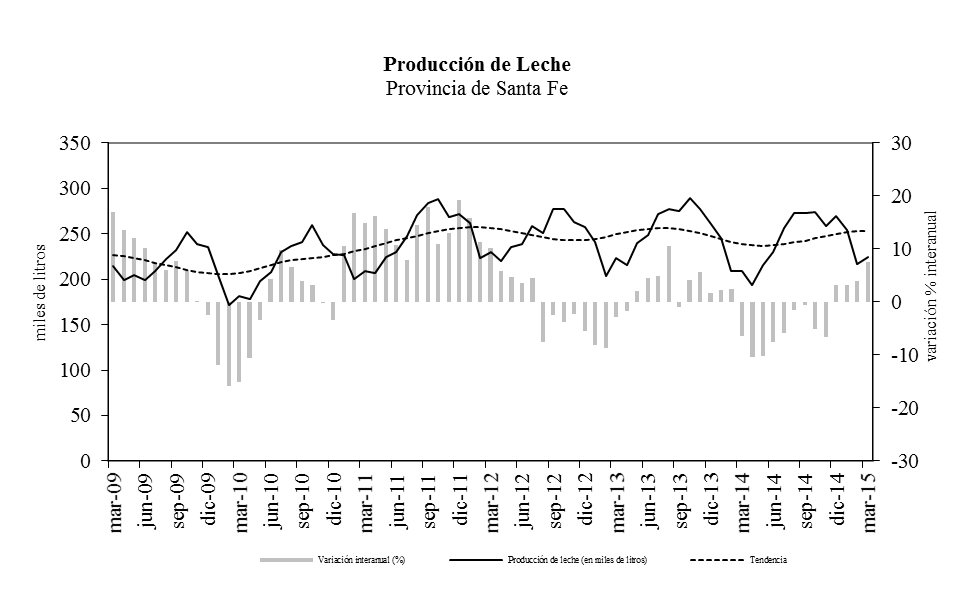 Producción de Leche
Provincia de Santa Fe
350
300
250
200
150
100
50
0
miles de litros
30
20
10
0
-10
-20
-30
variación % interanual
mar-09
jun-09
sep-09
dic-09
mar-10
jun-10
sep-10
dic-10
mar-11
jun-11
sep-11
dic-11
mar-12
jun-12
sep-12
dic-12
mar-13
jun-13
sep-13
dic-13
mar-14
jun-14
sep-14
dic-14
mar-15
Variación interanual (%) Producción de leche (en miles de litros) Tendencia